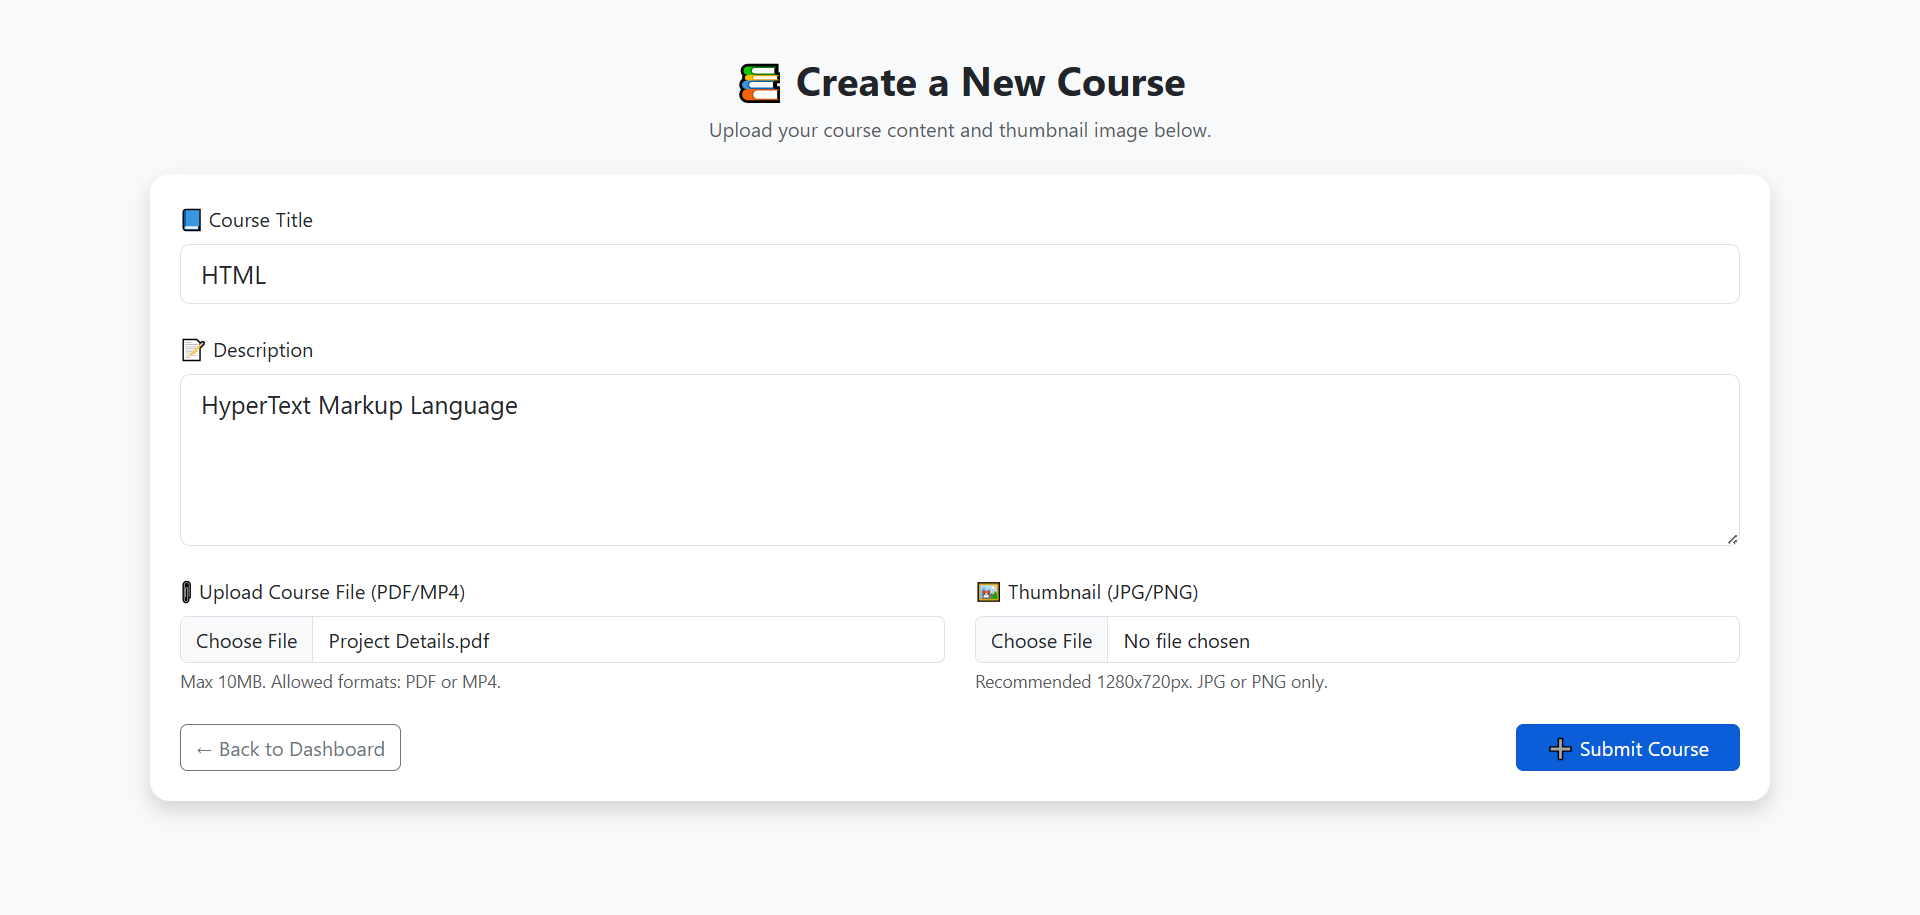 Create a New Course
Upload your course content and thumbnail image below.
Course Title
HTML
Description
HyperText Markup Language
Upload Course File (PDF/MP4)
Choose File Project Details.pdf
Max 10MB. Allowed formats: PDF or MP4.
Thumbnail (JPG/PNG)
Choose File No file chosen
Recommended 1280x720px. JPG or PNG only.
← Back to Dashboard
➕ Submit Course